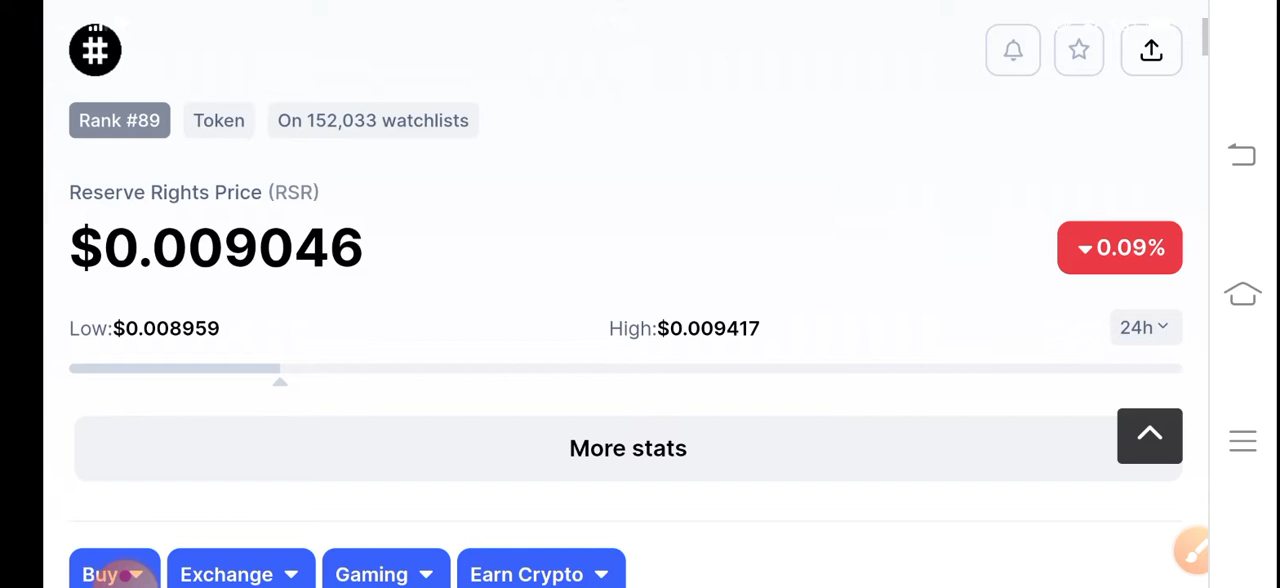 #
Rank #89 Token On 152,033 watchlists
Reserve Rights Price (RSR)
$0.009046 0.09%
Low:$0.008959 High:$0.009417 24h
More stats
Buy Exchange Gaming Earn Crypto